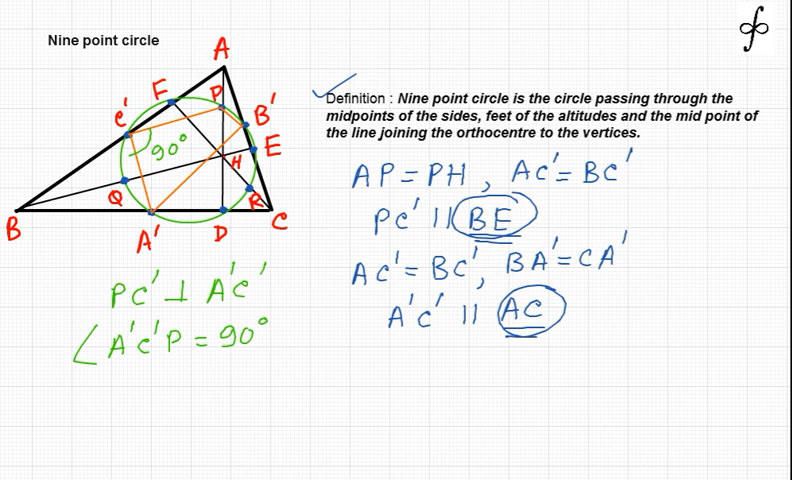 Nine point circle
A
F
P
C'
B'
90°
E
H
Q
R
B
A'
D
C
Definition : Nine point circle is the circle passing through the
midpoints of the sides, feet of the altitudes and the mid point of
the line joining the orthocentre to the vertices.
AP = PH , AC' = BC'
PC' || BE
AC' = BC' , BA' = CA'
A'C' || AC
PC' ⊥ A'C'
∠A'C'P = 90°